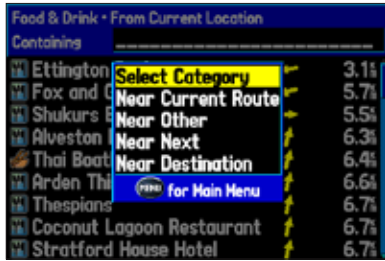 Food & Drink • From Current Location
Containing
Ettington
Select Category
3.1
Fox and
Near Current Route
5.7
Shukurs
Near Other
5.5
Alveston
Near Next
6.3
Thai Boat
Near Destination
6.4
Arden Thi
MENU for Main Menu
6.6
Thespians
6.7
Coconut Lagoon Restaurant
6.7
Stratford House Hotel
6.7